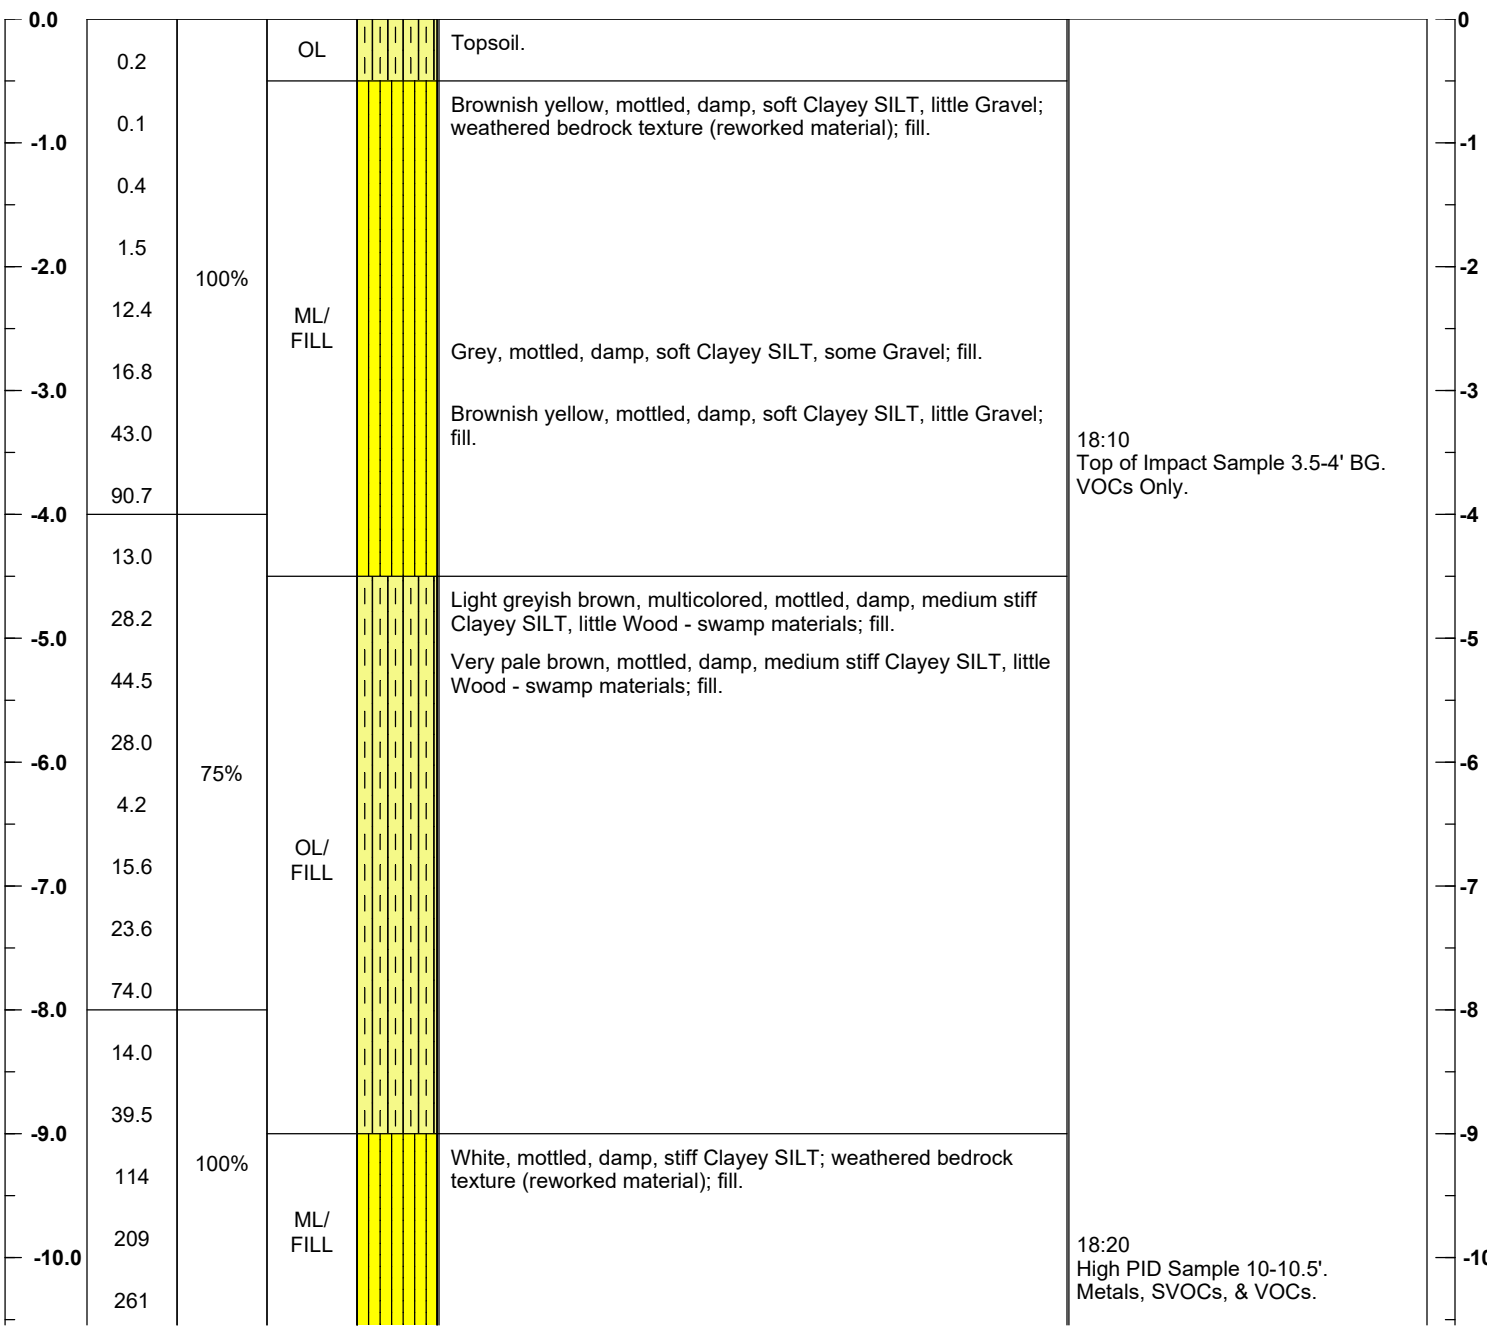 0.0
0
0.2
OL
Topsoil.
Brownish yellow, mottled, damp, soft Clayey SILT, little Gravel;
weathered bedrock texture (reworked material); fill.
0.1
-1.0
-1
0.4
1.5
-2.0
-2
100%
12.4
ML/
FILL
Grey, mottled, damp, soft Clayey SILT, some Gravel; fill.
16.8
-3.0
-3
Brownish yellow, mottled, damp, soft Clayey SILT, little Gravel;
fill.
43.0
18:10
Top of Impact Sample 3.5-4' BG.
VOCs Only.
90.7
-4.0
-4
13.0
Light greyish brown, multicolored, mottled, damp, medium stiff
Clayey SILT, little Wood - swamp materials; fill.
28.2
-5.0
-5
Very pale brown, mottled, damp, medium stiff Clayey SILT, little
Wood - swamp materials; fill.
44.5
28.0
-6.0
-6
75%
4.2
OL/
FILL
15.6
-7.0
-7
23.6
74.0
-8.0
-8
14.0
39.5
-9.0
-9
100%
White, mottled, damp, stiff Clayey SILT; weathered bedrock
texture (reworked material); fill.
114
ML/
FILL
209
-10.0
-10
18:20
High PID Sample 10-10.5'.
Metals, SVOCs, & VOCs.
261